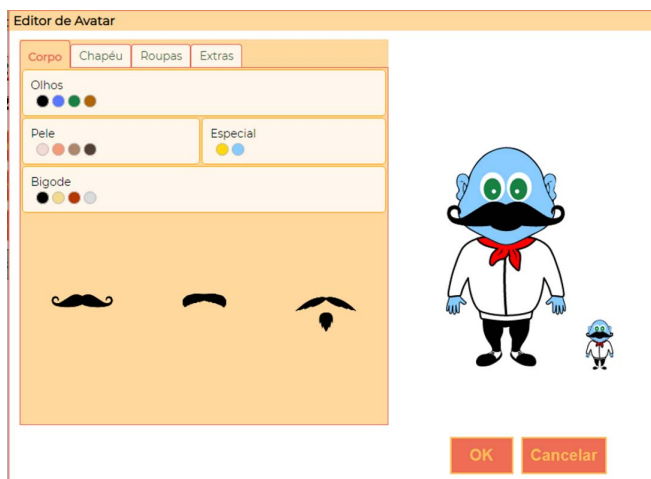 Editor de Avatar
Corpo Chapéu Roupas Extras
Olhos
Pele Especial
Bigode
OK Cancelar